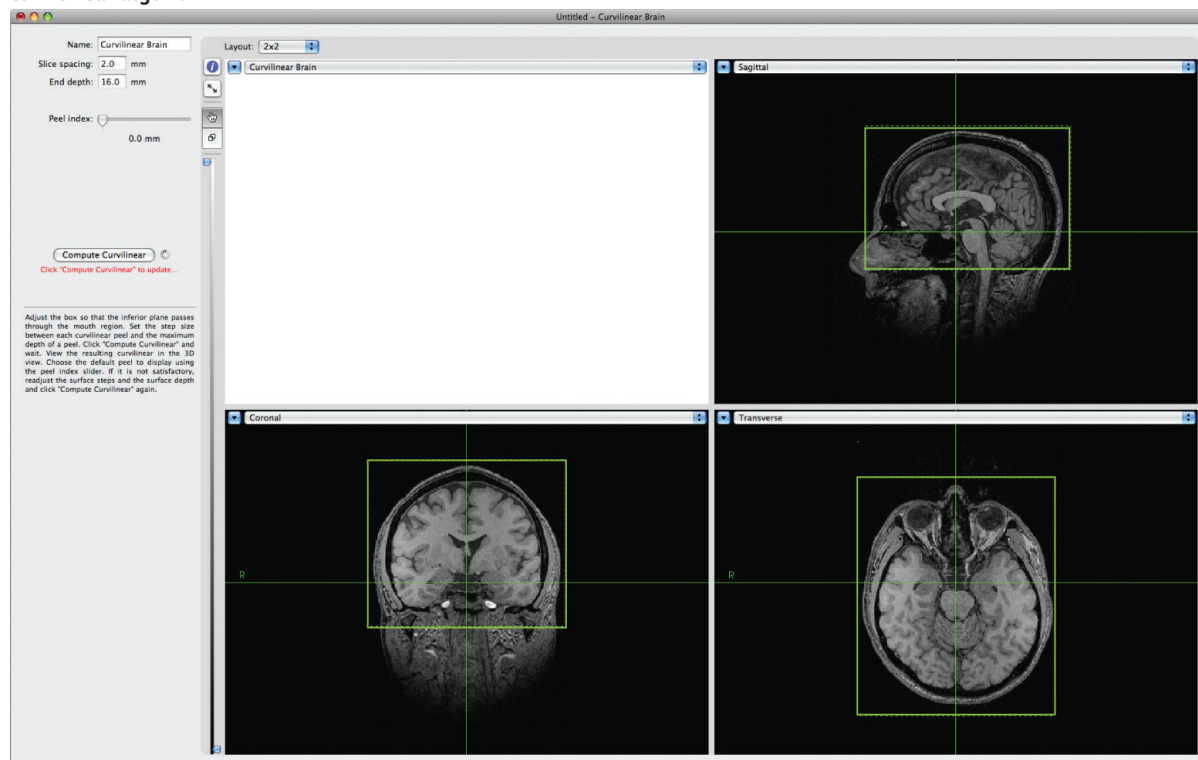 Untitled – Curvilinear Brain
Name: Curvilinear Brain
Slice spacing: 2.0 mm
End depth: 16.0 mm
Peel index:
0.0 mm
Compute Curvilinear
Click "Compute Curvilinear" to update...
Adjust the box so that the inferior plane passes
through the mouth region. Set the step size
between each curvilinear peel and the maximum
depth of a peel. Click "Compute Curvilinear" and
wait. View the resulting curvilinear in the 3D
view. Choose the default peel to display using
the peel index slider. If it is not satisfactory,
readjust the surface steps and the surface depth
and click "Compute Curvilinear" again.
Layout: 2x2
Curvilinear Brain
Sagittal
Coronal
R
Transverse
R